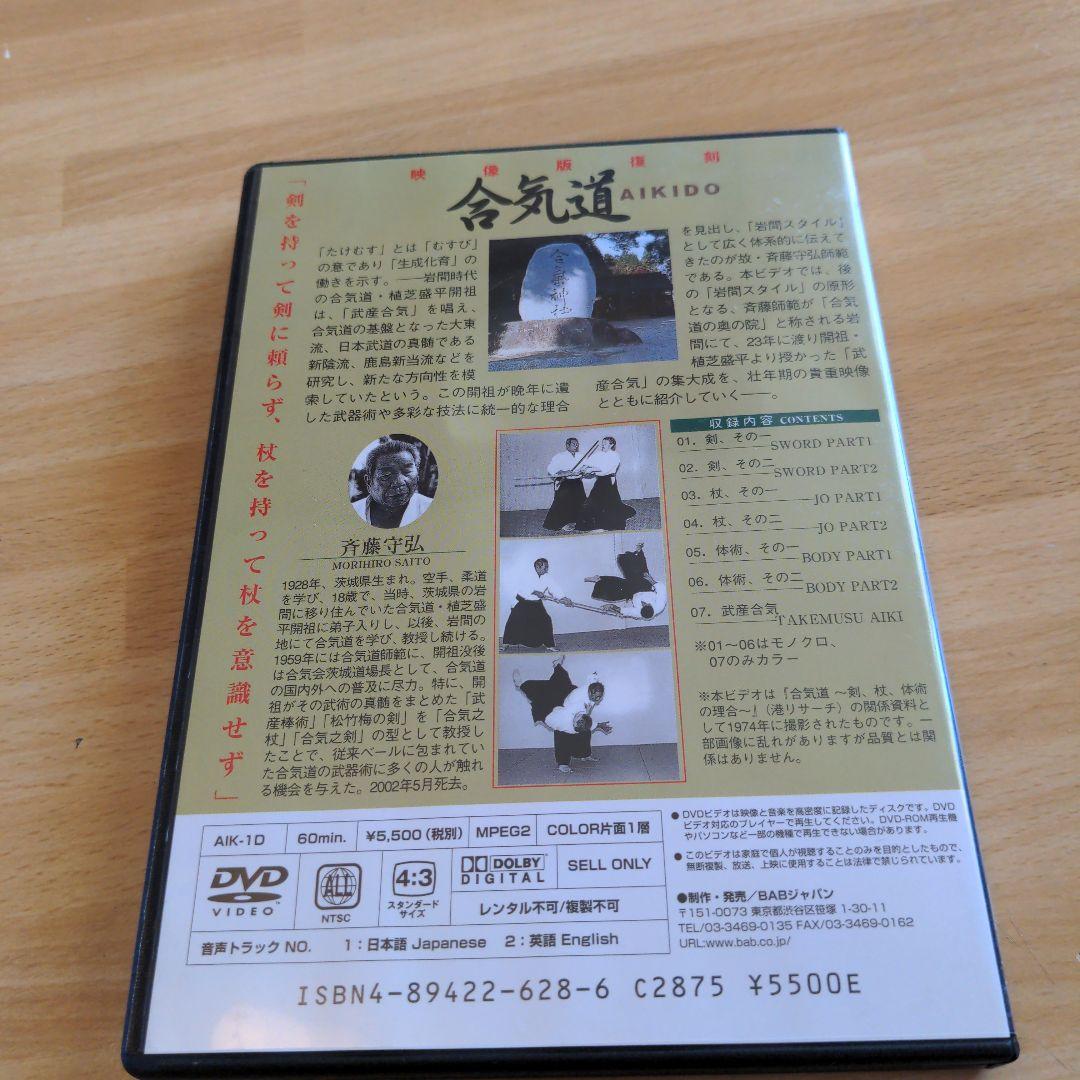 映像版復刻
合気道 AIKIDO
「剣を持って剣に頼らず、杖を持って杖を意識せず」
「たけむす」とは「むすび」
の意であり「生成化育」の
働きを示す。――岩間時代
の合気道・植芝盛平開祖
は、「武産合気」を唱え、
合気道の基盤となった大東
流、日本武道の真髄である
新陰流、鹿島新当流などを
研究し、新たな方向性を模
索していたという。この開祖が晩年に遺
した武器術や多彩な技法に統一的な理合
を見出し、「岩間スタイル」
として広く体系的に伝えて
きたのが故・斉藤守弘師範
である。本ビデオでは、後
の「岩間スタイル」の原形
となる、斉藤師範が「合気
道の奥の院」と称される岩
間にて、23年に渡り開祖・
植芝盛平より授かった「武
産合気」の集大成を、壮年期の貴重映像
とともに紹介していく――。
合気神社
斉藤守弘
MORIHIRO SAITO
1928年、茨城県生まれ。空手、柔道
を学び、18歳で、当時、茨城県の岩
間に移り住んでいた合気道・植芝盛
平開祖に弟子入りし、以後、岩間の
地にて合気道を学び、教授し続ける。
1959年には合気道師範に、開祖没後
は合気会茨城道場長として、合気道
の国内外への普及に尽力。特に、開
祖がその武術の真髄をまとめた「武
産棒術」「松竹梅の剣」を「合気之
杖」「合気之剣」の型として教授し
たことで、従来ベールに包まれてい
た合気道の武器術に多くの人が触れ
る機会を与えた。2002年5月死去。
収録内容 CONTENTS
01. 剣、その一 SWORD PART1
02. 剣、その二 SWORD PART2
03. 杖、その一 JO PART1
04. 杖、その二 JO PART2
05. 体術、その一 BODY PART1
06. 体術、その二 BODY PART2
07. 武産合気 TAKEMUSU AIKI
※01〜06はモノクロ、
07のみカラー
※本ビデオは『合気道 〜剣、杖、体術
の理合〜』(港リサーチ)の関係資料と
して1974年に撮影されたものです。一
部画像に乱れがありますが品質とは関
係はありません。
AIK-1D 60min. ¥5,500(税別) MPEG2 COLOR片面1層
DVD VIDEO
ALL NTSC
4:3 スタンダードサイズ
DOLBY DIGITAL
SELL ONLY
レンタル不可/複製不可
音声トラック NO. 1:日本語 Japanese 2:英語 English
●DVDビデオは映像と音楽を高密度に記録したディスクです。DVD
ビデオ対応のプレイヤーで再生してください。DVD-ROM再生機
やパソコンなど一部の機種で再生できない場合があります。
●このビデオは家庭で個人が視聴することのみを目的としたもので、
無断複製、放送、上映に使用することは法律で禁じられています。
●制作・発売/BABジャパン
〒151-0073 東京都渋谷区笹塚 1-30-11
TEL/03-3469-0135 FAX/03-3469-0162
URL:www.bab.co.jp/
ISBN4-89422-628-6 C2875 ¥5500E